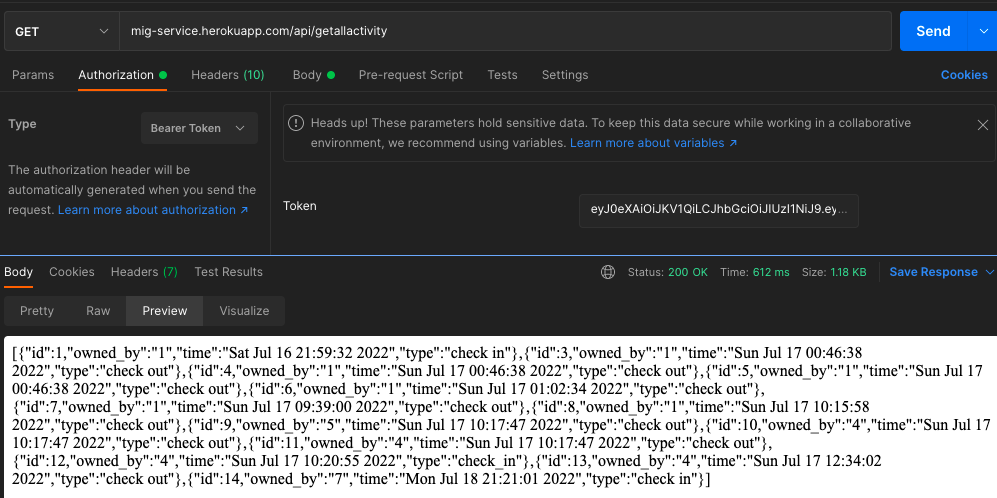 GET mig-service.herokuapp.com/api/getallactivity Send
Params Authorization Headers (10) Body Pre-request Script Tests Settings Cookies
Type Bearer Token
The authorization header will be
automatically generated when you send the
request. Learn more about authorization ↗
Heads up! These parameters hold sensitive data. To keep this data secure while working in a collaborative
environment, we recommend using variables. Learn more about variables ↗
Token eyJ0eXAiOiJKV1QiLCJhbGciOiJIUzI1NiJ9.ey...
Body Cookies Headers (7) Test Results Status: 200 OK Time: 612 ms Size: 1.18 KB Save Response
Pretty Raw Preview Visualize
[{"id":1,"owned_by":"1","time":"Sat Jul 16 21:59:32 2022","type":"check in"},{"id":3,"owned_by":"1","time":"Sun Jul 17 00:46:38
2022","type":"check out"},{"id":4,"owned_by":"1","time":"Sun Jul 17 00:46:38 2022","type":"check out"},{"id":5,"owned_by":"1","time":"Sun Jul 17
00:46:38 2022","type":"check out"},{"id":6,"owned_by":"1","time":"Sun Jul 17 01:02:34 2022","type":"check out"},
{"id":7,"owned_by":"1","time":"Sun Jul 17 09:39:00 2022","type":"check out"},{"id":8,"owned_by":"1","time":"Sun Jul 17 10:15:58
2022","type":"check out"},{"id":9,"owned_by":"5","time":"Sun Jul 17 10:17:47 2022","type":"check out"},{"id":10,"owned_by":"4","time":"Sun Jul 17
10:17:47 2022","type":"check out"},{"id":11,"owned_by":"4","time":"Sun Jul 17 10:17:47 2022","type":"check out"},
{"id":12,"owned_by":"4","time":"Sun Jul 17 10:20:55 2022","type":"check_in"},{"id":13,"owned_by":"4","time":"Sun Jul 17 12:34:02
2022","type":"check out"},{"id":14,"owned_by":"7","time":"Mon Jul 18 21:21:01 2022","type":"check in"}]